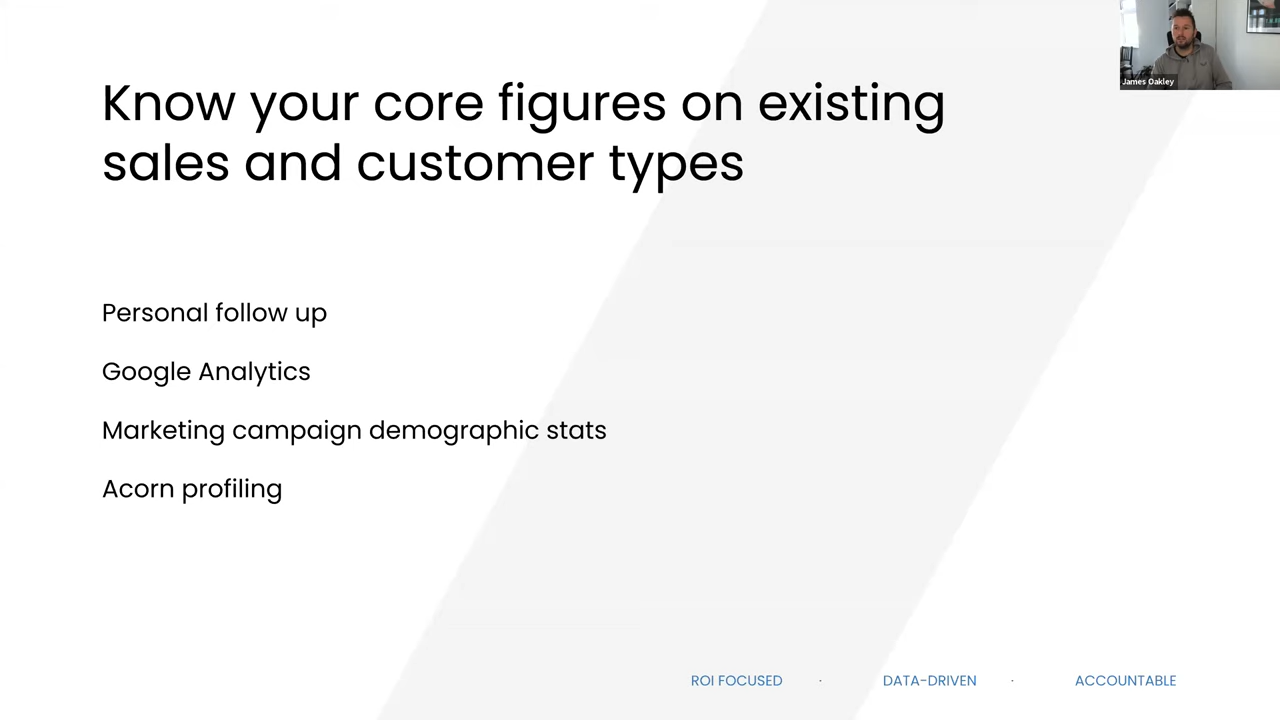 James Oakley
Know your core figures on existing
sales and customer types
Personal follow up
Google Analytics
Marketing campaign demographic stats
Acorn profiling
ROI FOCUSED · DATA-DRIVEN · ACCOUNTABLE